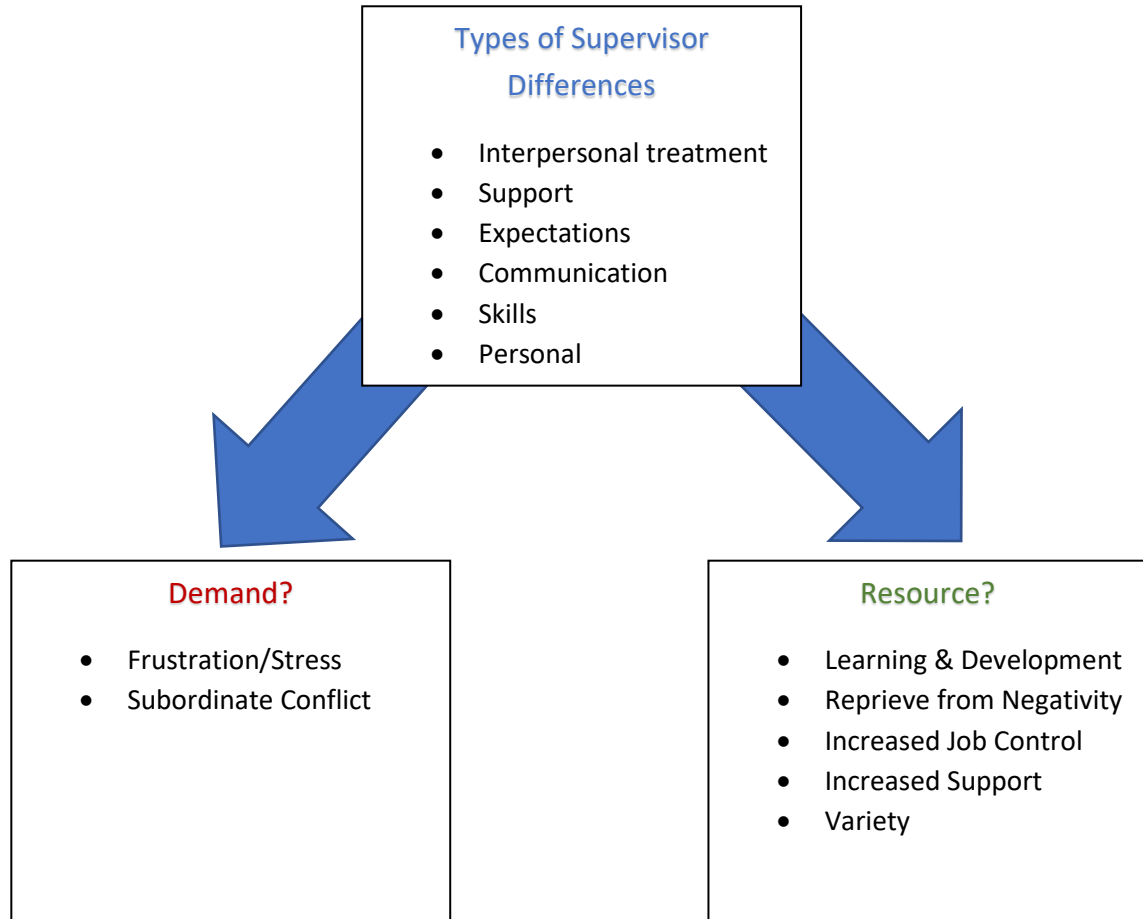 Types of Supervisor
Differences
• Interpersonal treatment
• Support
• Expectations
• Communication
• Skills
• Personal
Demand?
• Frustration/Stress
• Subordinate Conflict
Resource?
• Learning & Development
• Reprieve from Negativity
• Increased Job Control
• Increased Support
• Variety